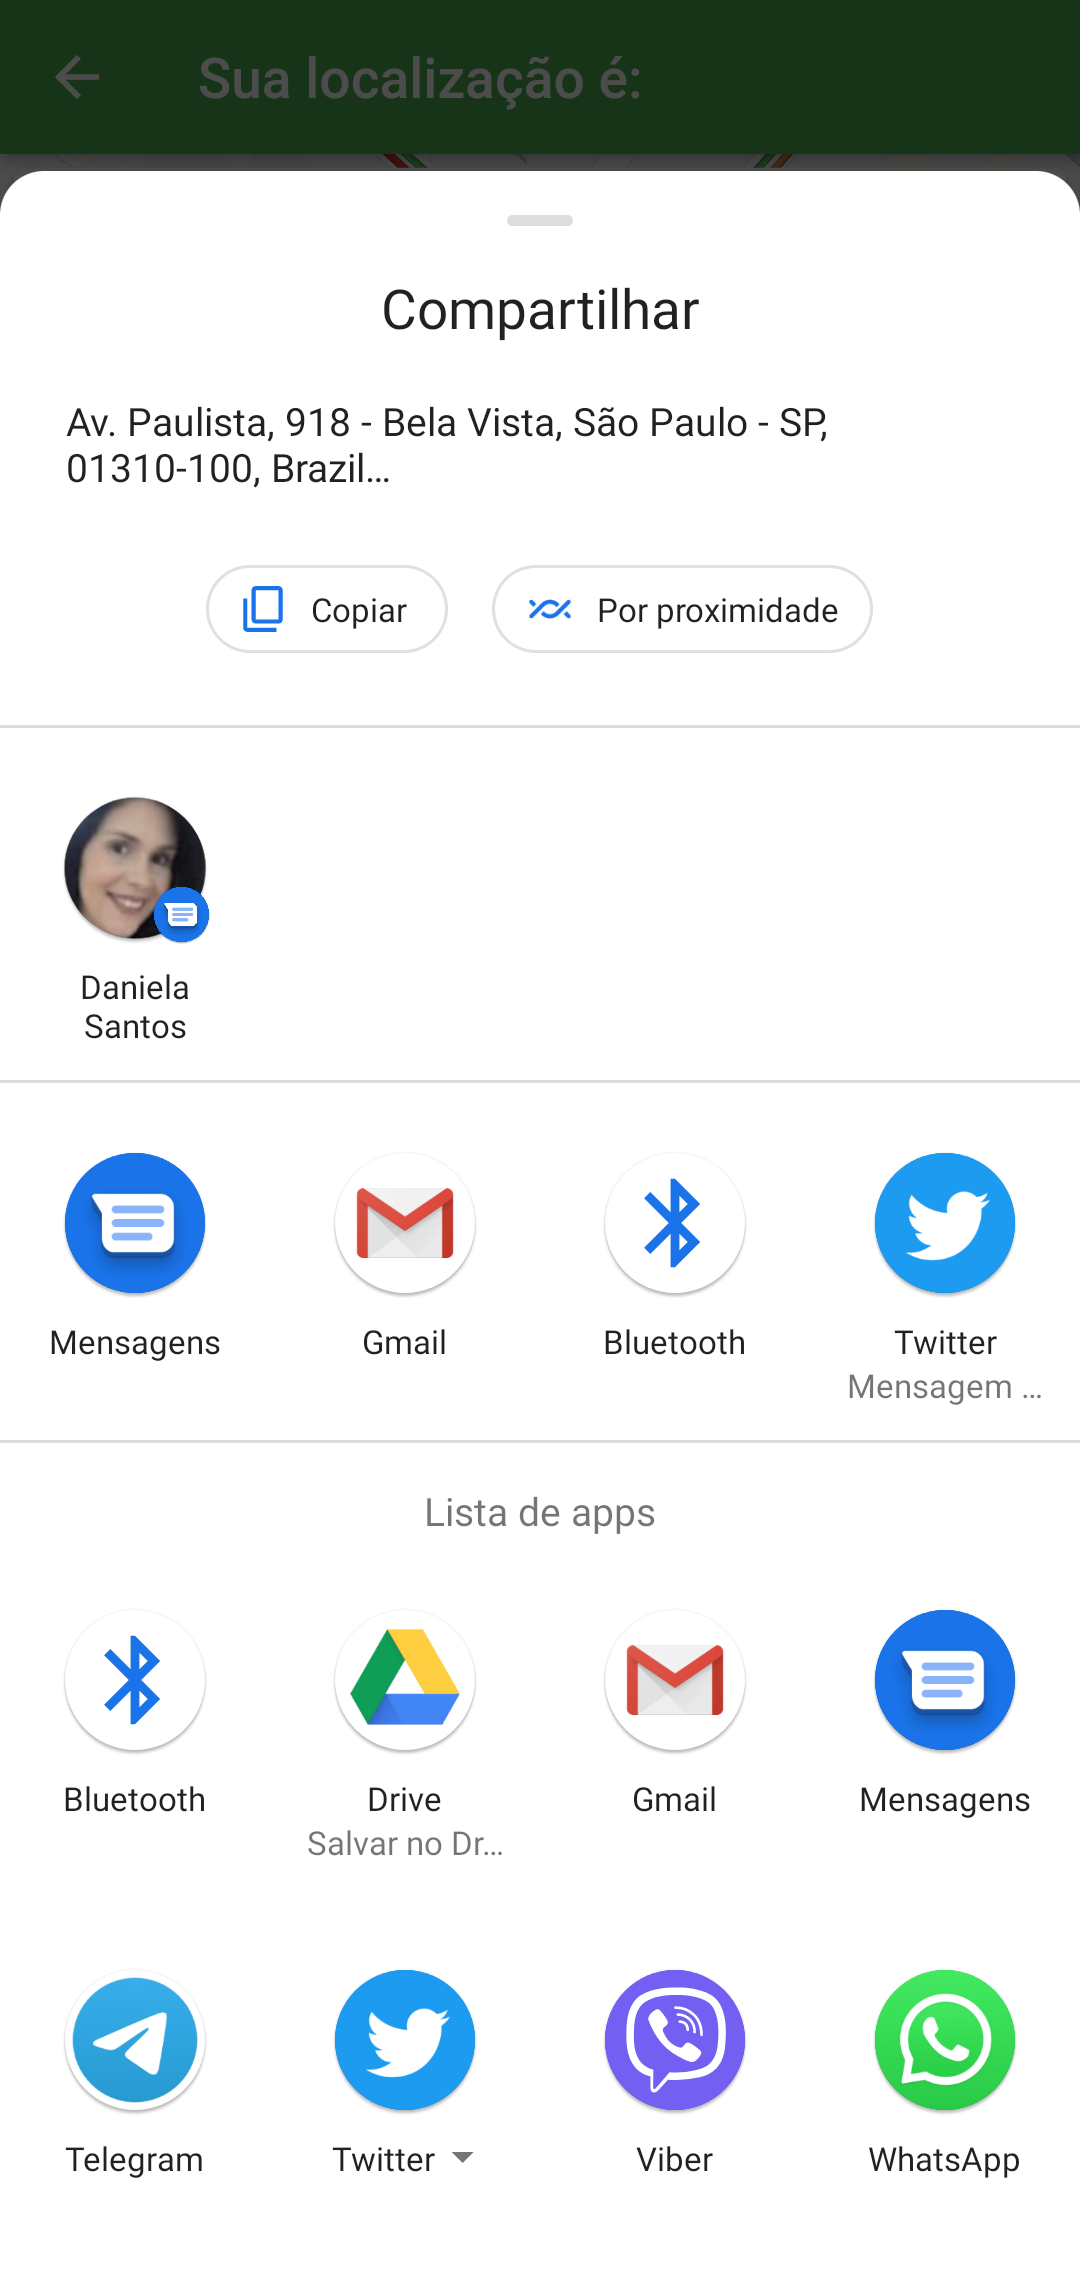 Sua localização é:
Compartilhar
Av. Paulista, 918 - Bela Vista, São Paulo - SP,
01310-100, Brazil...
Copiar
Por proximidade
Daniela
Santos
Mensagens
Gmail
Bluetooth
Twitter
Mensagem ...
Lista de apps
Bluetooth
Drive
Gmail
Mensagens
Salvar no Dr...
Telegram
Twitter
Viber
WhatsApp